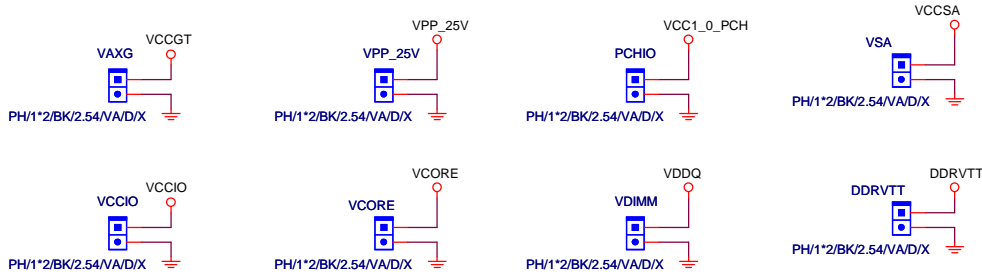 VCCGT
VAXG
PH/1*2/BK/2.54/VA/D/X
VPP_25V
VPP_25V
PH/1*2/BK/2.54/VA/D/X
VCC1_0_PCH
PCHIO
PH/1*2/BK/2.54/VA/D/X
VCCSA
VSA
PH/1*2/BK/2.54/VA/D/X
VCCIO
VCCIO
PH/1*2/BK/2.54/VA/D/X
VCORE
VCORE
PH/1*2/BK/2.54/VA/D/X
VDDQ
VDIMM
PH/1*2/BK/2.54/VA/D/X
DDRVTT
DDRVTT
PH/1*2/BK/2.54/VA/D/X